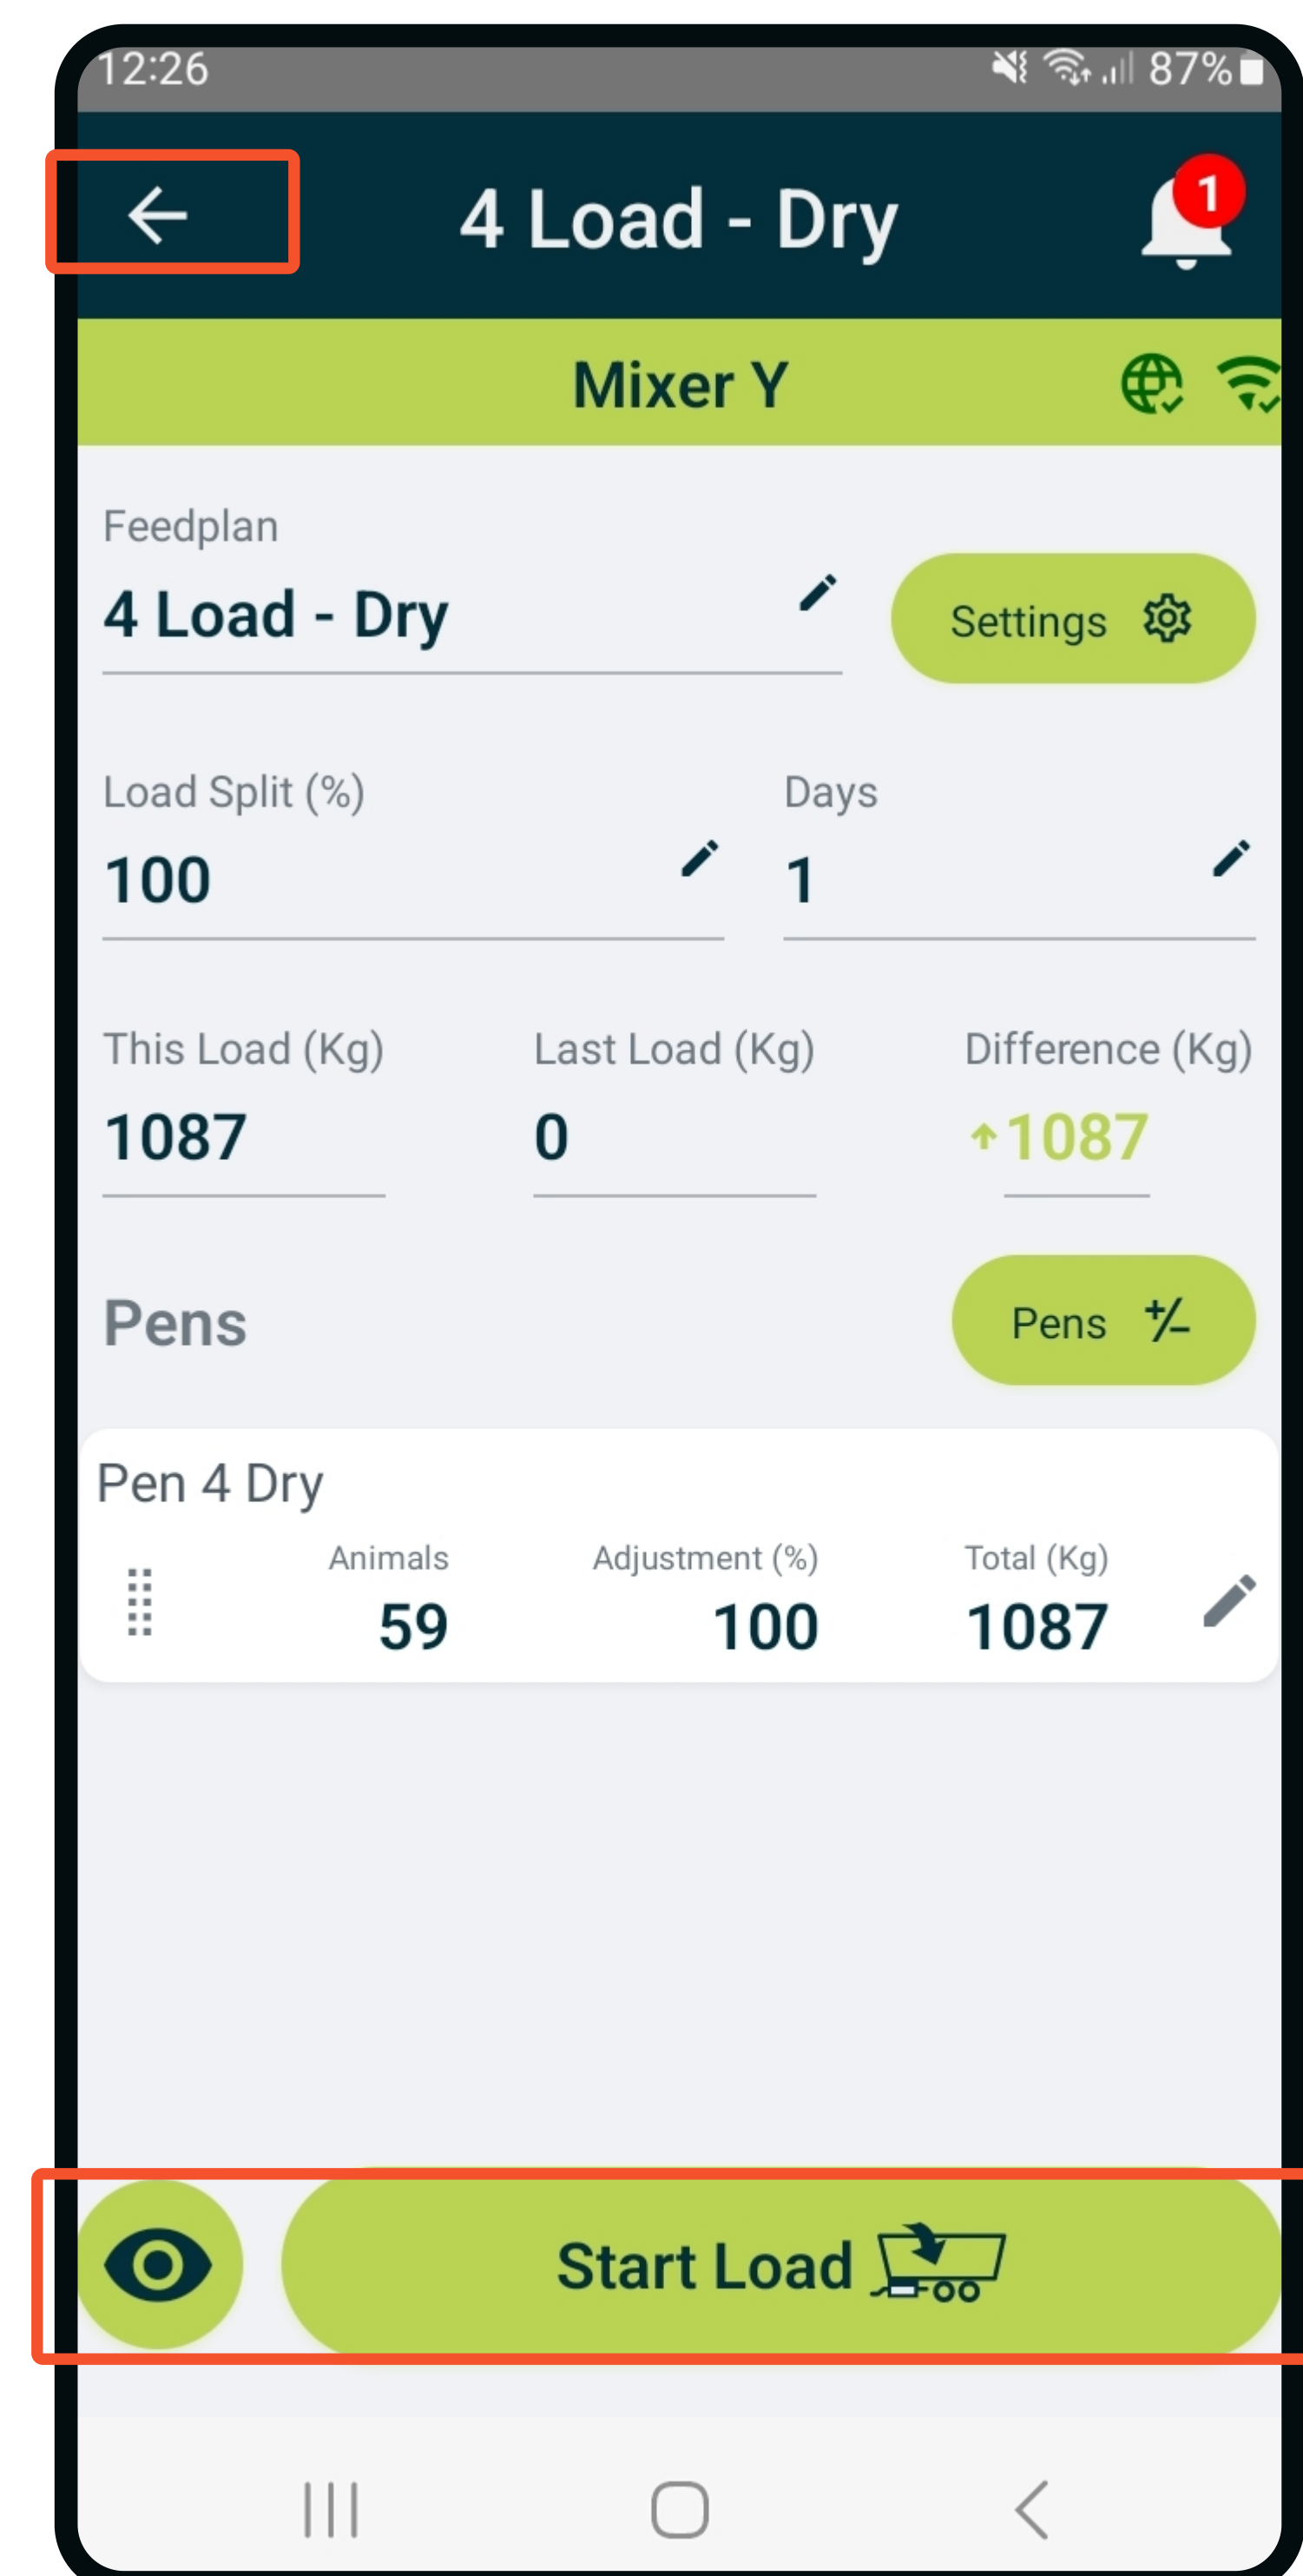 12:26 87%
4 Load - Dry 1
Mixer Y
Feedplan
4 Load - Dry Settings
Load Split (%) Days
100 1
This Load (Kg) Last Load (Kg) Difference (Kg)
1087 0 1087
Pens Pens +/-
Pen 4 Dry
Animals Adjustment (%) Total (Kg)
59 100 1087
Start Load